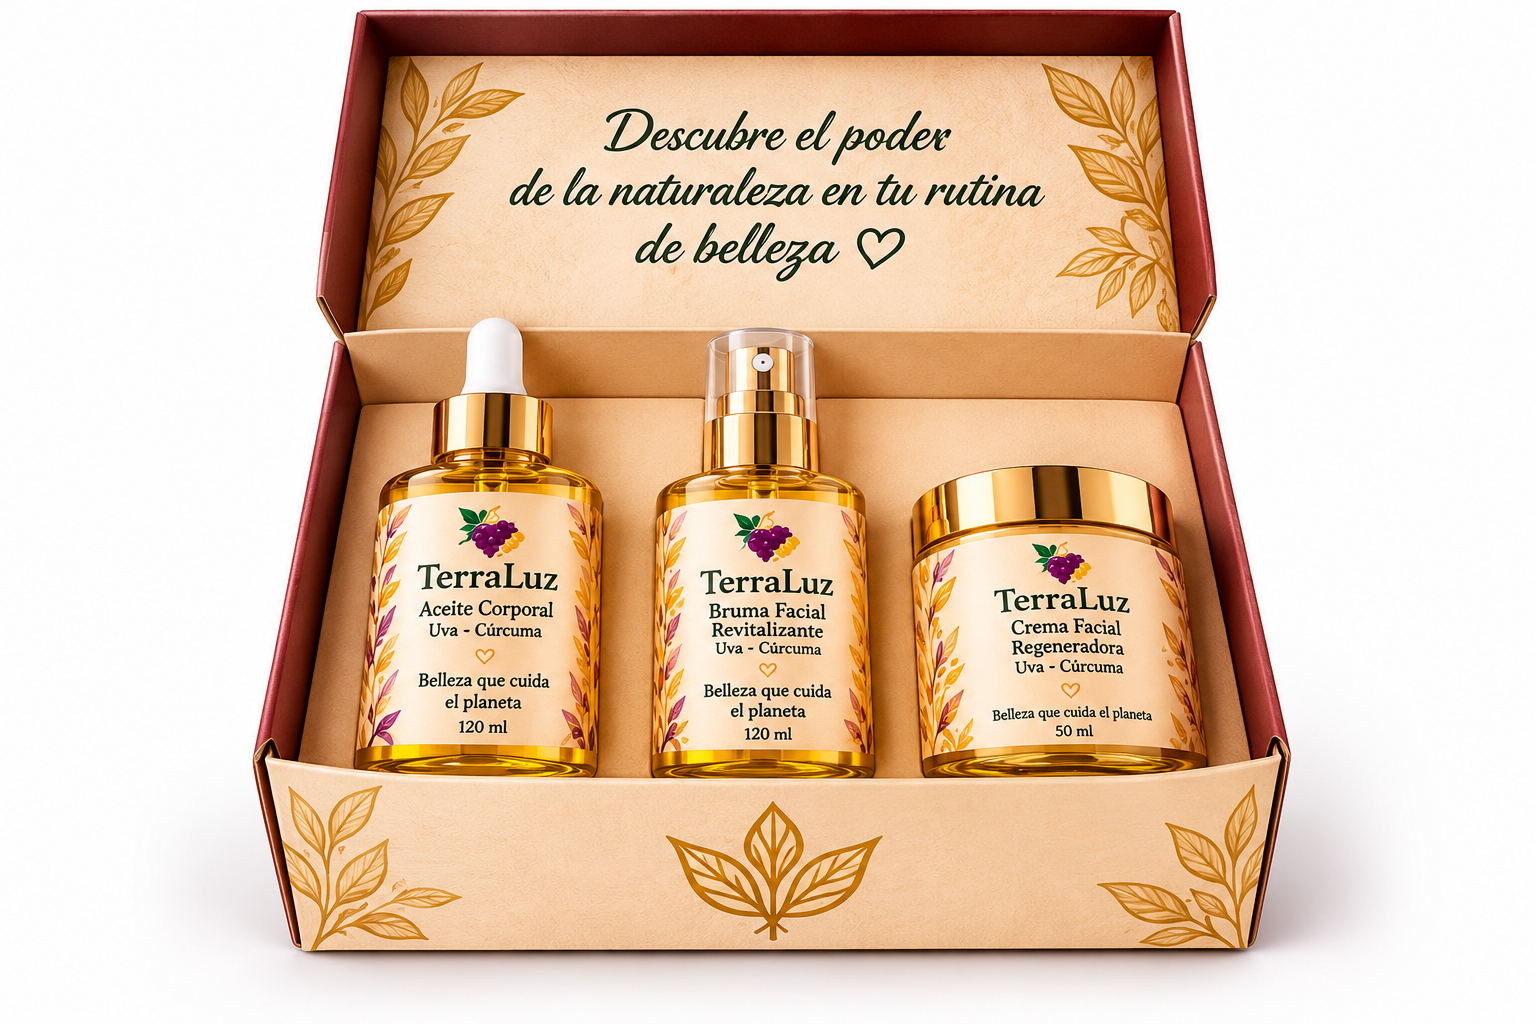 Descubre el poder
de la naturaleza en tu rutina
de belleza ♡
TerraLuz
Aceite Corporal
Uva - Cúrcuma
Belleza que cuida
el planeta
120 ml
TerraLuz
Bruma Facial
Revitalizante
Uva - Cúrcuma
Belleza que cuida
el planeta
120 ml
TerraLuz
Crema Facial
Regeneradora
Uva - Cúrcuma
Belleza que cuida el planeta
50 ml